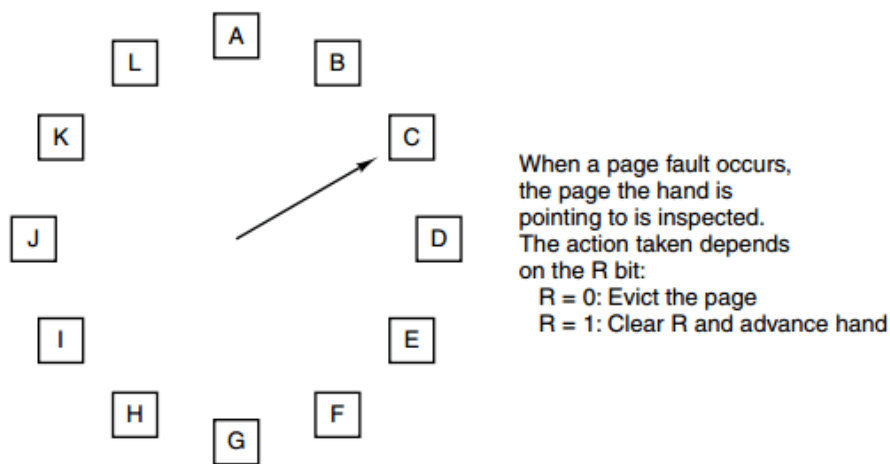 A
L
B
K
C
When a page fault occurs,
the page the hand is
pointing to is inspected.
The action taken depends
on the R bit:
R = 0: Evict the page
R = 1: Clear R and advance hand
J
D
I
E
H
F
G